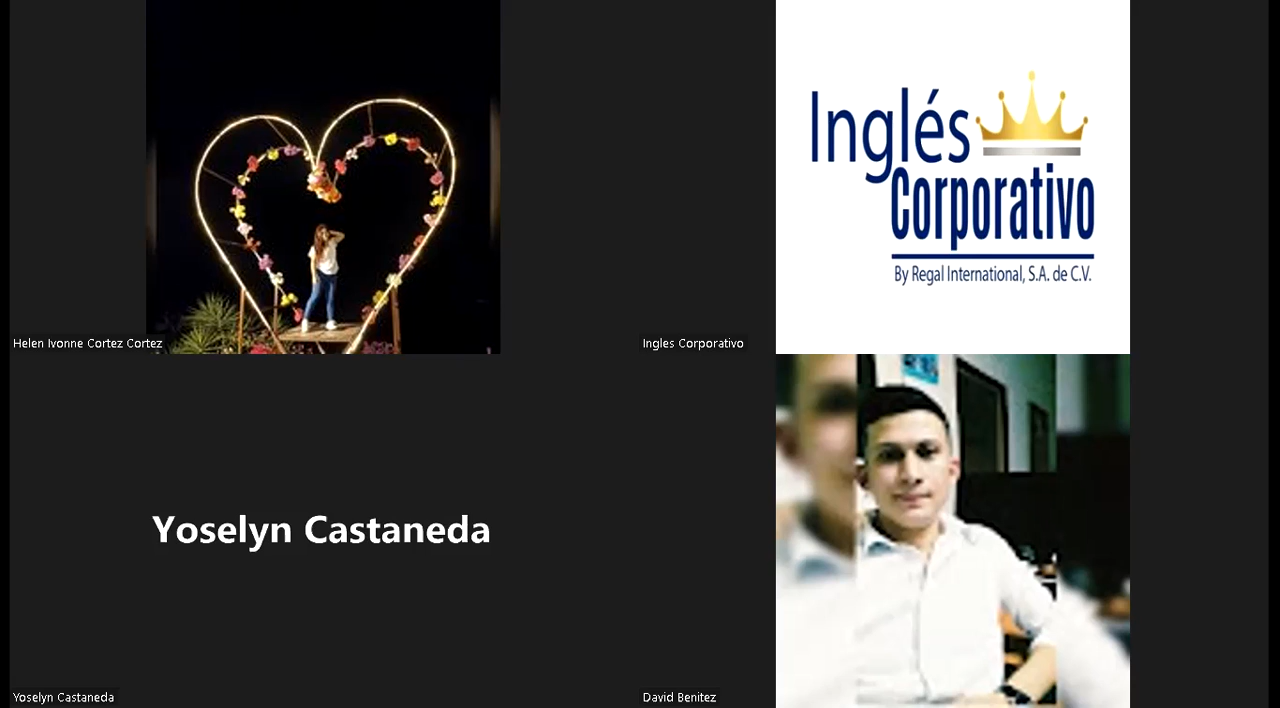 Inglés
Corporativo
By Regal International, S.A. de C.V.
Helen Ivonne Cortez Cortez
Ingles Corporativo
Yoselyn Castaneda
Yoselyn Castaneda
David Benitez